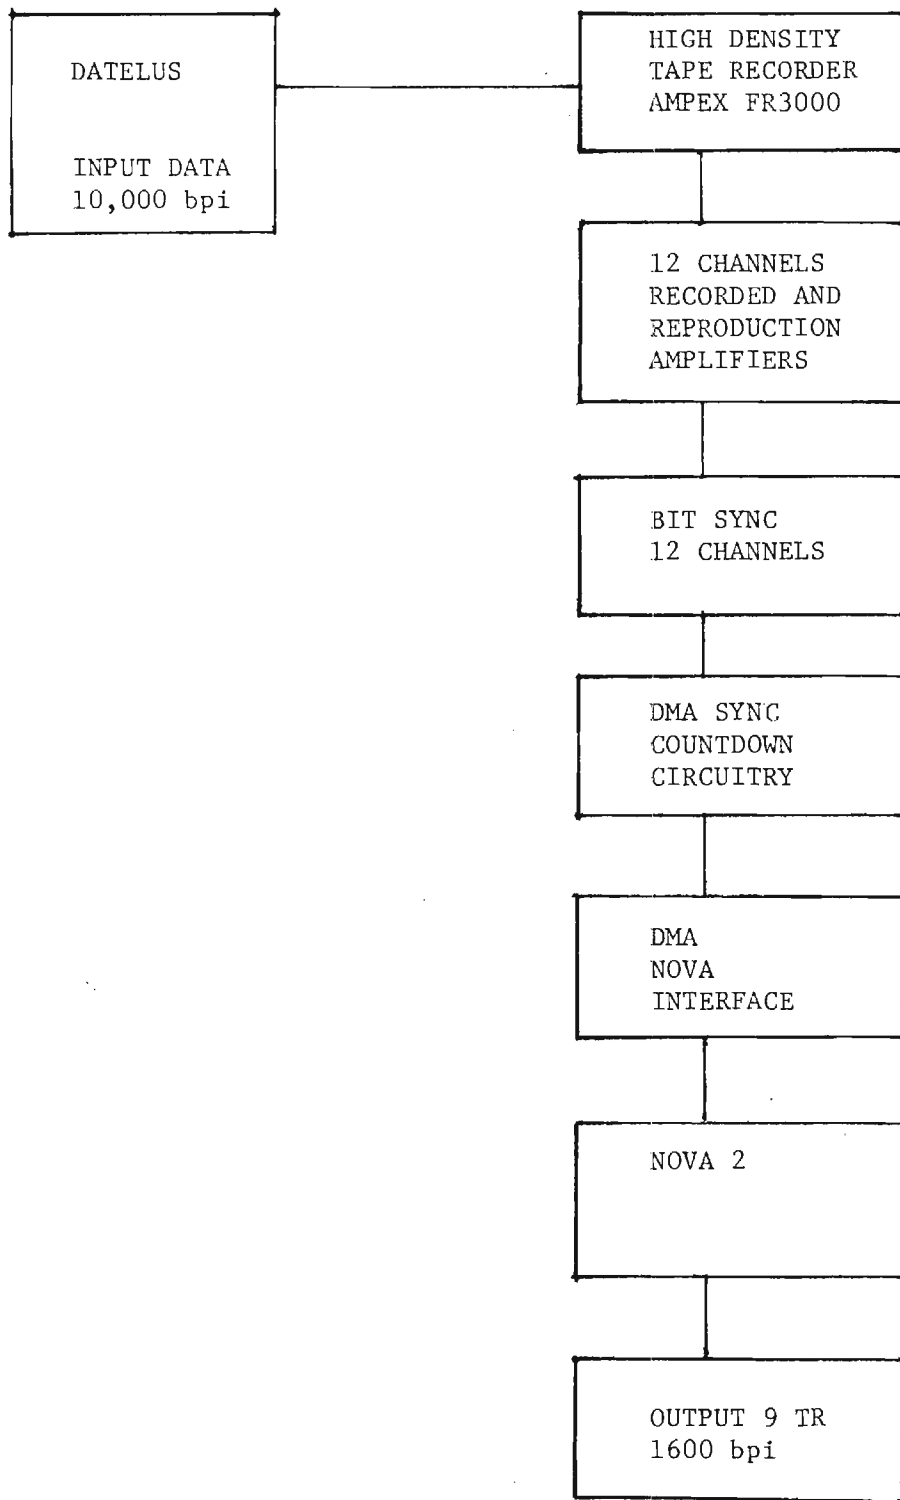 DATELUS
INPUT DATA
10,000 bpi
HIGH DENSITY
TAPE RECORDER
AMPEX FR3000
12 CHANNELS
RECORDED AND
REPRODUCTION
AMPLIFIERS
BIT SYNC
12 CHANNELS
DMA SYNC
COUNTDOWN
CIRCUITRY
DMA
NOVA
INTERFACE
NOVA 2
OUTPUT 9 TR
1600 bpi